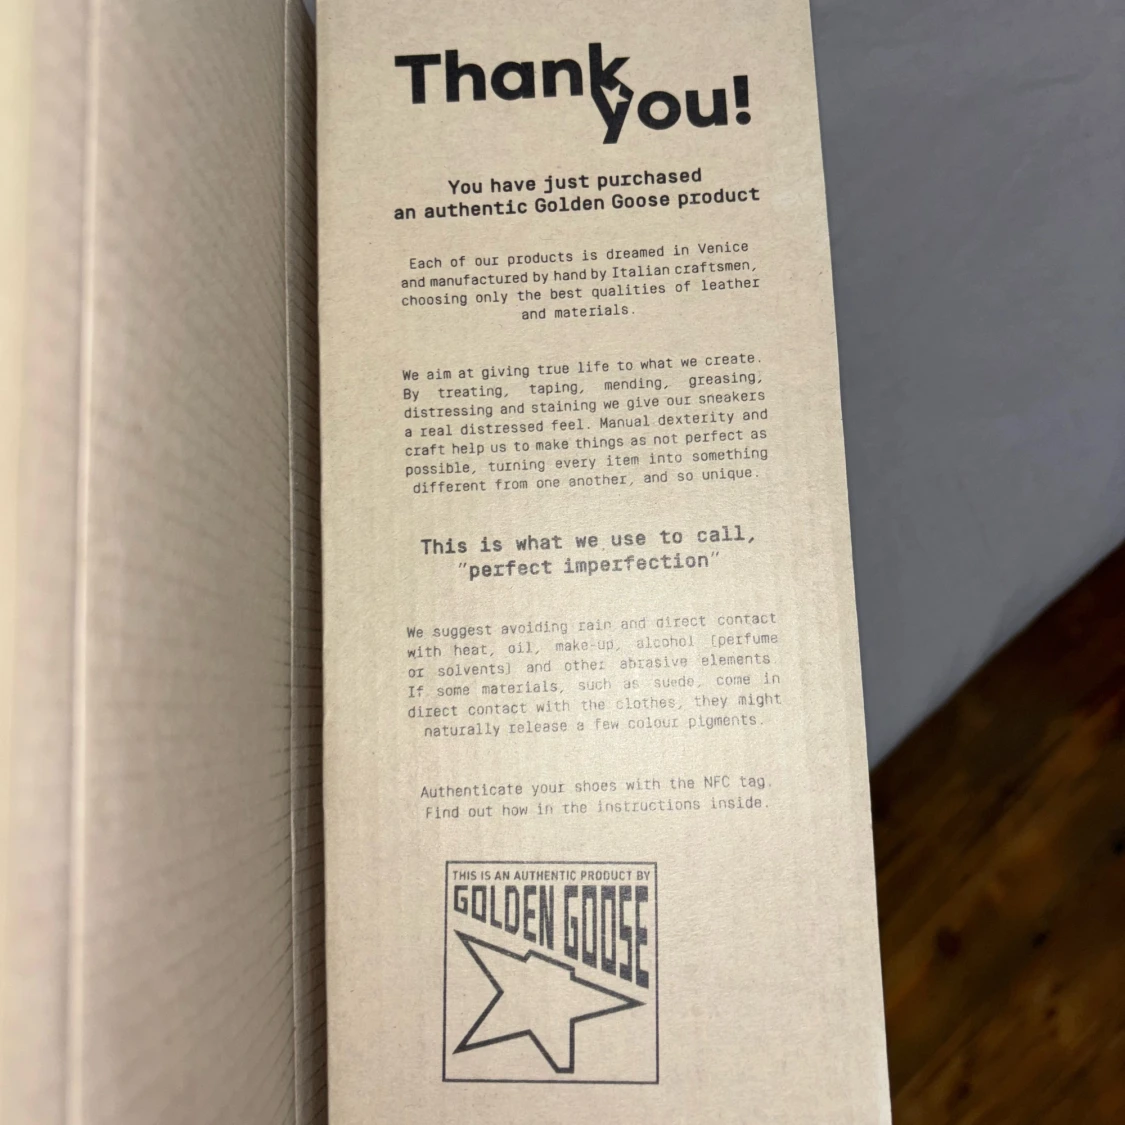 Thank
you!
You have just purchased
an authentic Golden Goose product
Each of our products is dreamed in Venice
and manufactured by hand by Italian craftsmen,
choosing only the best qualities of leather
and materials.
We aim at giving true life to what we create.
By treating, taping, mending, greasing,
distressing and staining we give our sneakers
a real distressed feel. Manual dexterity and
craft help us to make things as not perfect as
possible, turning every item into something
different from one another, and so unique.
This is what we use to call,
"perfect imperfection"
We suggest avoiding rain and direct contact
with heat, oil, make-up, alcohol (perfume
or solvents) and other abrasive elements.
If some materials, such as suede, come in
direct contact with the clothes, they might
naturally release a few colour pigments.
Authenticate your shoes with the NFC tag.
Find out how in the instructions inside.
THIS IS AN AUTHENTIC PRODUCT BY
GOLDEN GOOSE